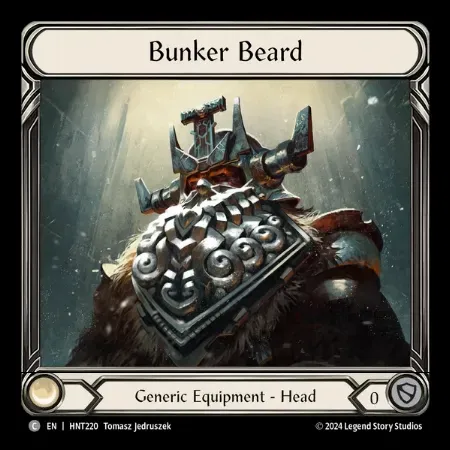 Bunker Beard
Generic Equipment - Head
0
C EN | HNT220 Tomasz Jedruszek
© 2024 Legend Story Studios